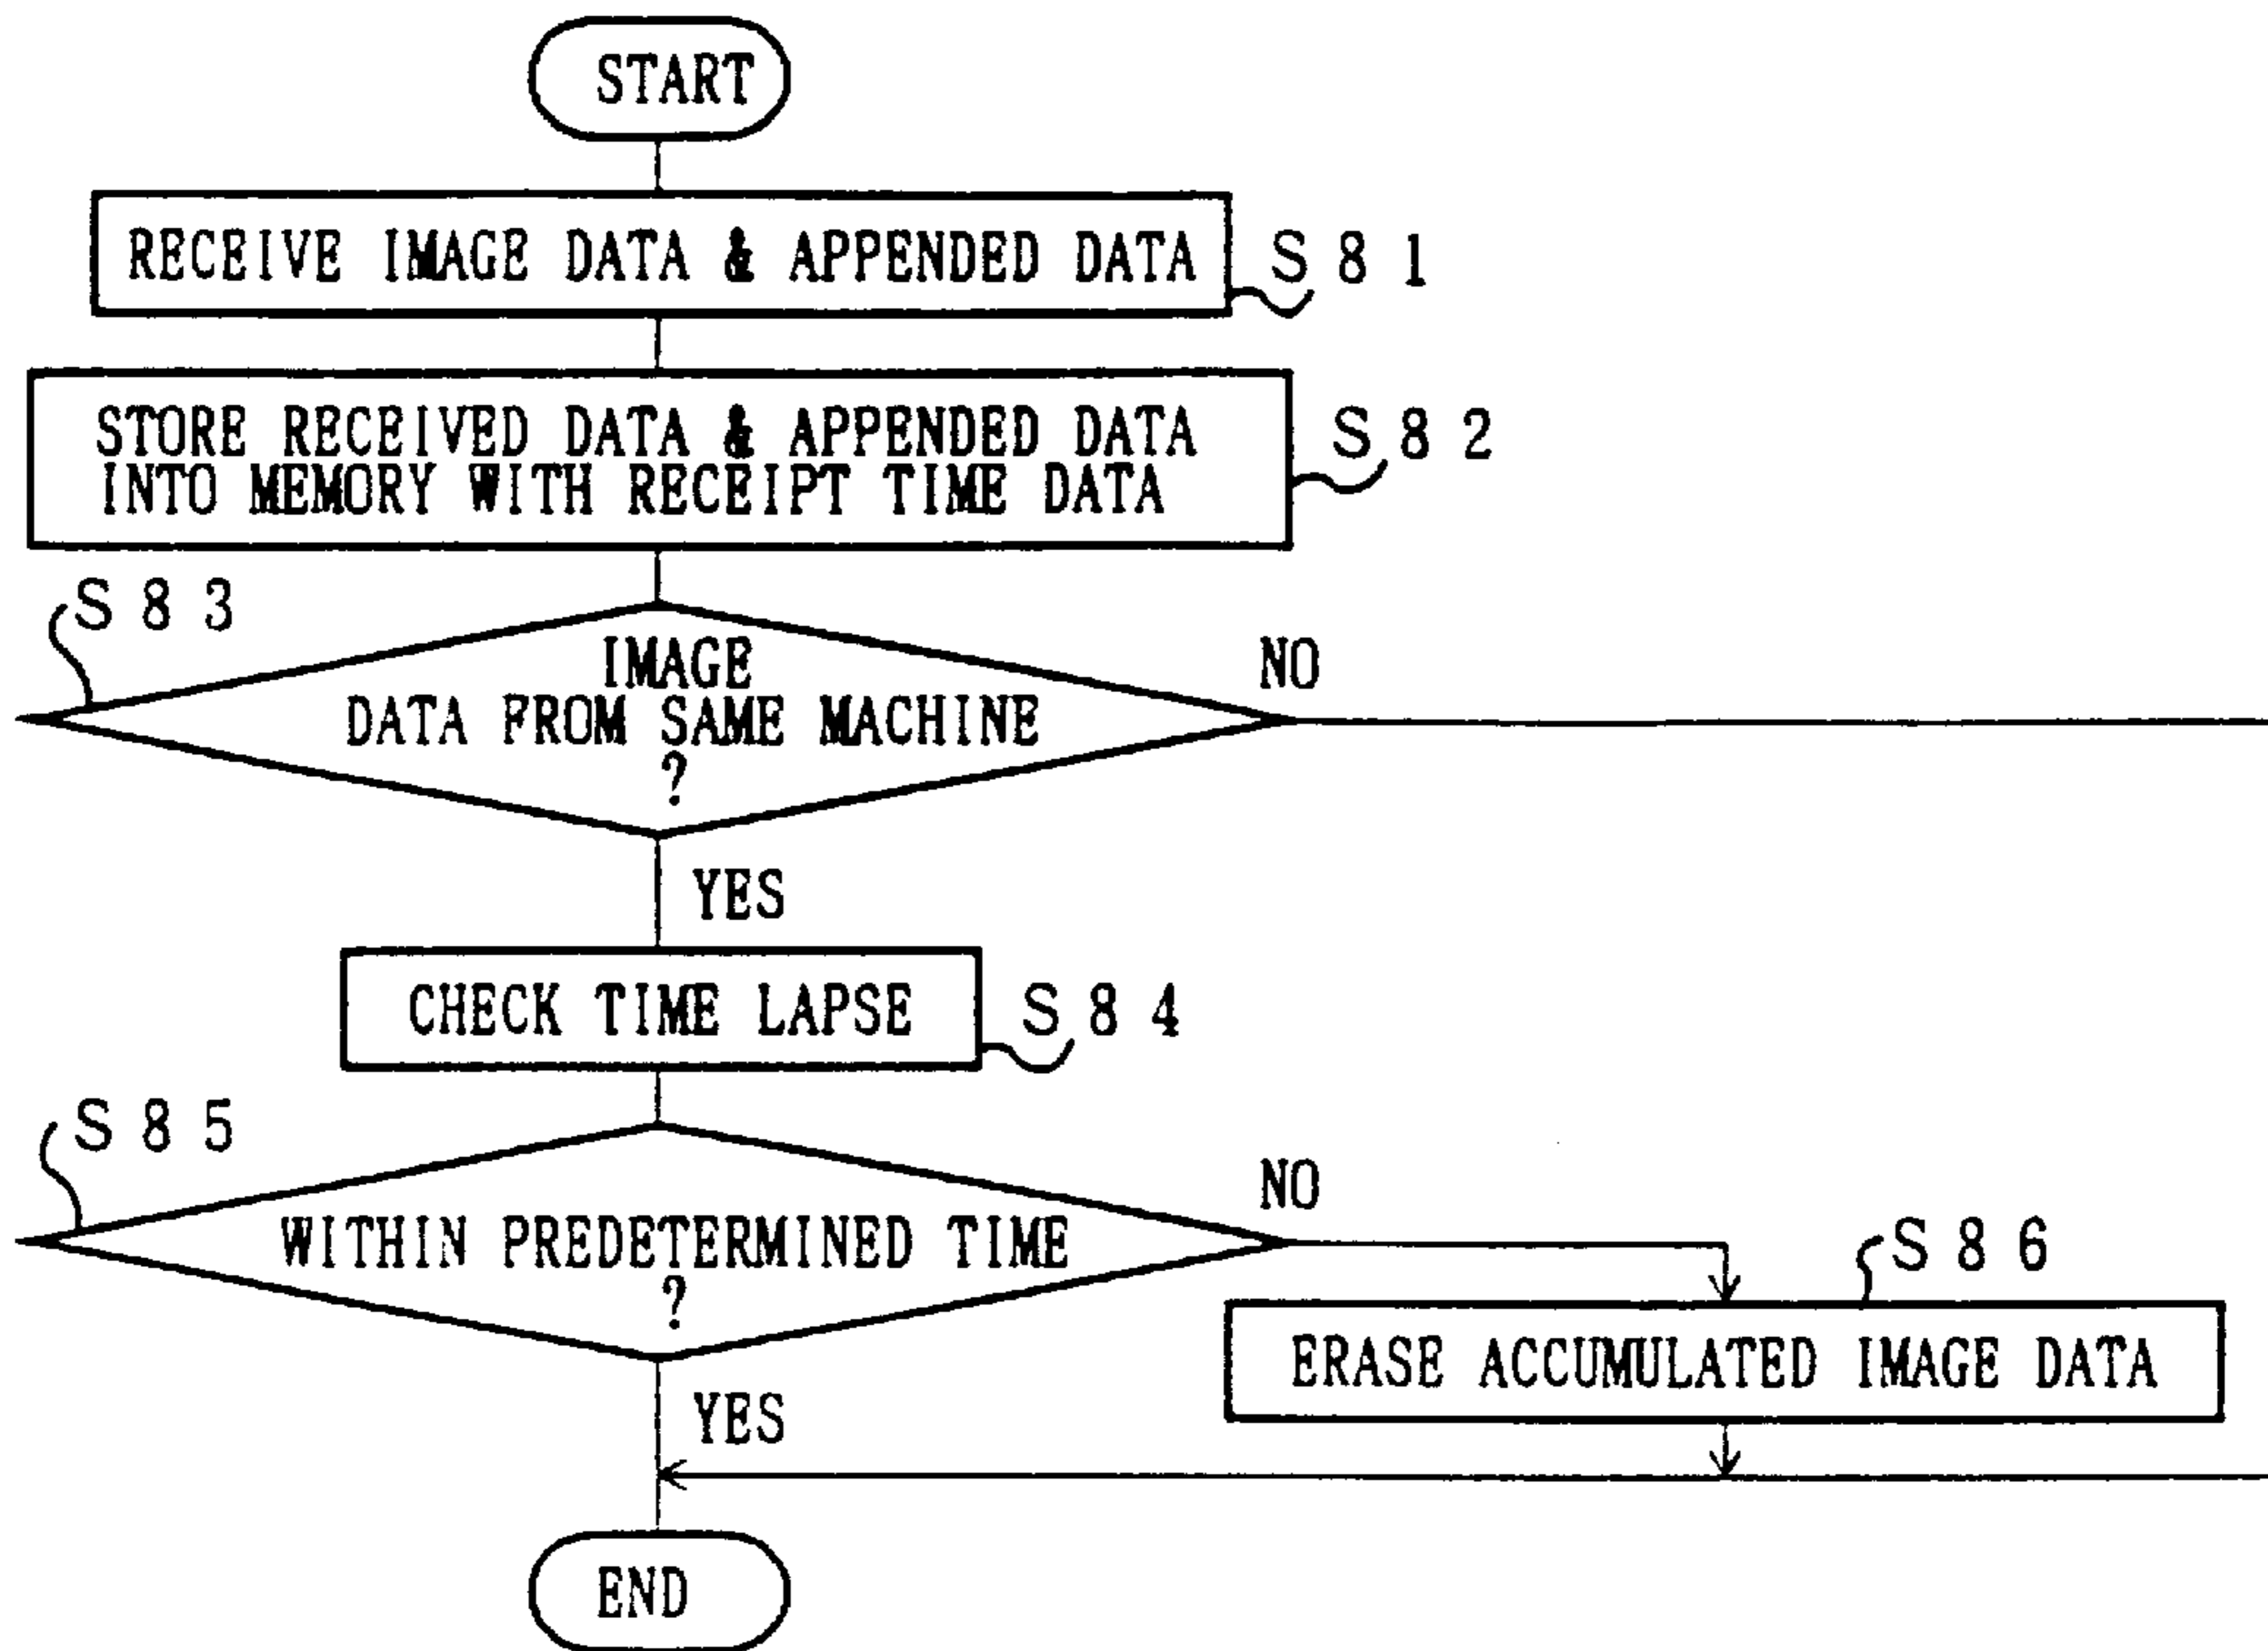 START
RECEIVE IMAGE DATA & APPENDED DATA
S 8 1
STORE RECEIVED DATA & APPENDED DATA
INTO MEMORY WITH RECEIPT TIME DATA
S 8 2
S 8 3
IMAGE
DATA FROM SAME MACHINE
?
NO
YES
CHECK TIME LAPSE
S 8 4
S 8 5
WITHIN PREDETERMINED TIME
?
NO
S 8 6
ERASE ACCUMULATED IMAGE DATA
YES
END